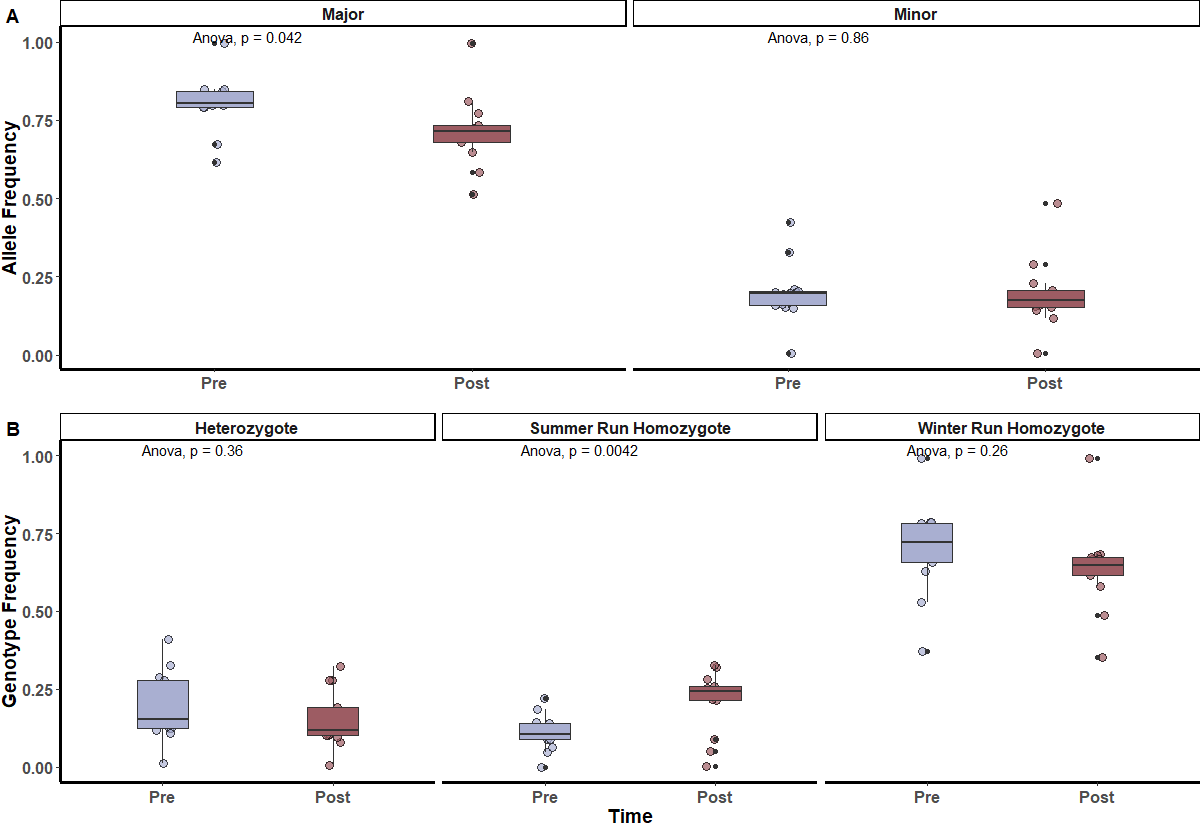 A
Major
Minor
Anova, p = 0.042
Anova, p = 0.86
Allele Frequency
1.00
0.75
0.50
0.25
0.00
Pre
Post
Pre
Post
B
Heterozygote
Summer Run Homozygote
Winter Run Homozygote
Anova, p = 0.36
Anova, p = 0.0042
Anova, p = 0.26
Genotype Frequency
1.00
0.75
0.50
0.25
0.00
Pre
Post
Pre
Post
Pre
Post
Time